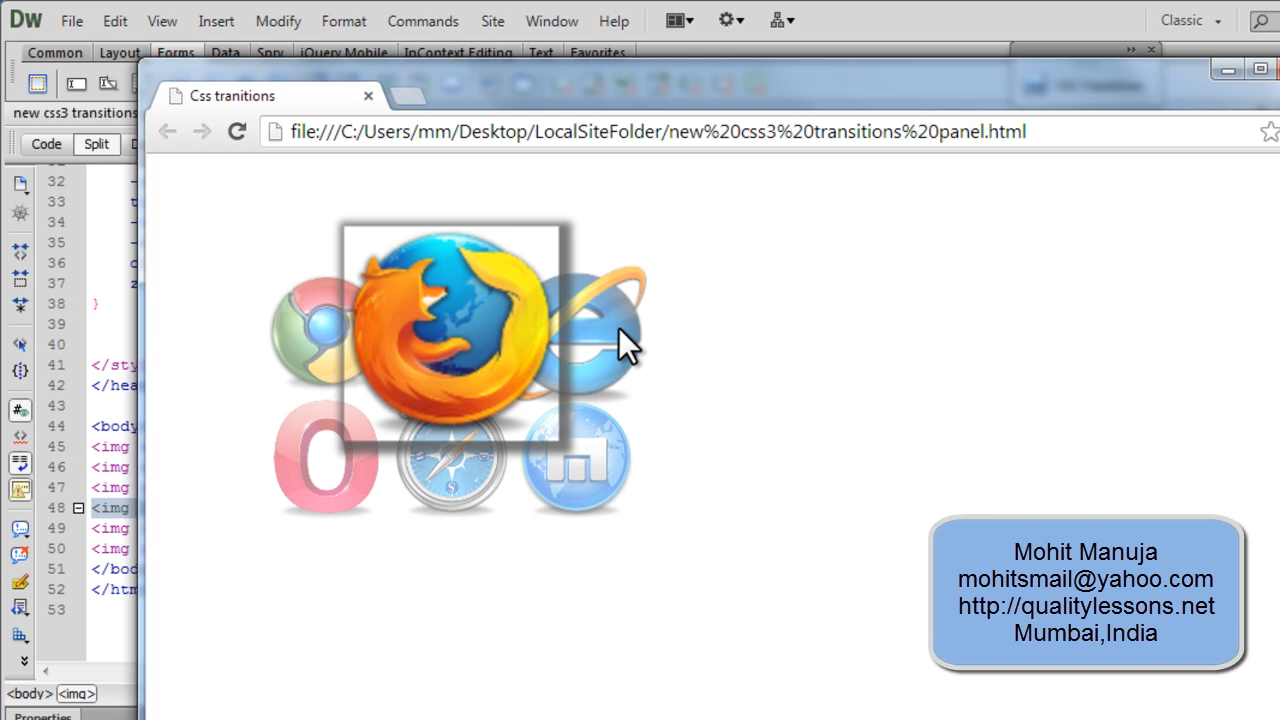 Dw File Edit View Insert Modify Format Commands Site Window Help Classic
Common Layout Forms Data Spry jQuery Mobile InContext Editing Text Favorites
Css tranitions
new css3 transitions
file:///C:/Users/mm/Desktop/LocalSiteFolder/new%20css3%20transitions%20panel.html
Code Split
32
33
34
35
36
37
38 }
39
40
41 </sty
42 </hea
43
44 <body
45 <img
46 <img
47 <img
48 <img
49 <img
50 <img
51 </bod
52 </htm
53
Mohit Manuja
mohitsmail@yahoo.com
http://qualitylessons.net
Mumbai,India
<body> <img>
Properties